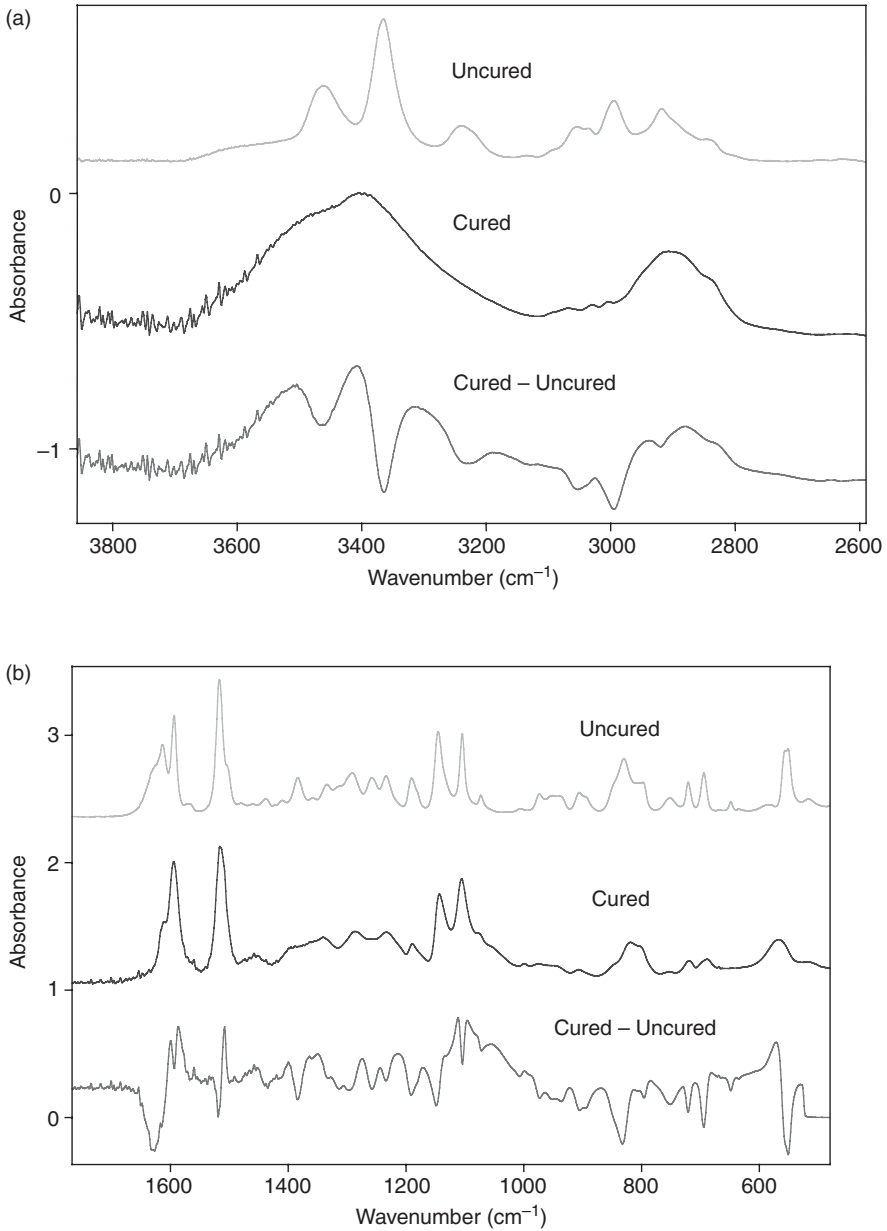 (a)
Uncured
0
Cured
Absorbance
Cured – Uncured
–1
3800 3600 3400 3200 3000 2800 2600
Wavenumber (cm⁻¹)
(b)
3
Uncured
2
Cured
Absorbance
1
Cured – Uncured
0
1600 1400 1200 1000 800 600
Wavenumber (cm⁻¹)